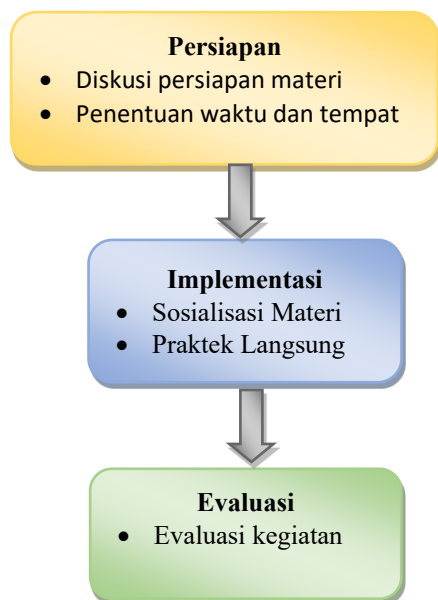 Persiapan
• Diskusi persiapan materi
• Penentuan waktu dan tempat
Implementasi
• Sosialisasi Materi
• Praktek Langsung
Evaluasi
• Evaluasi kegiatan